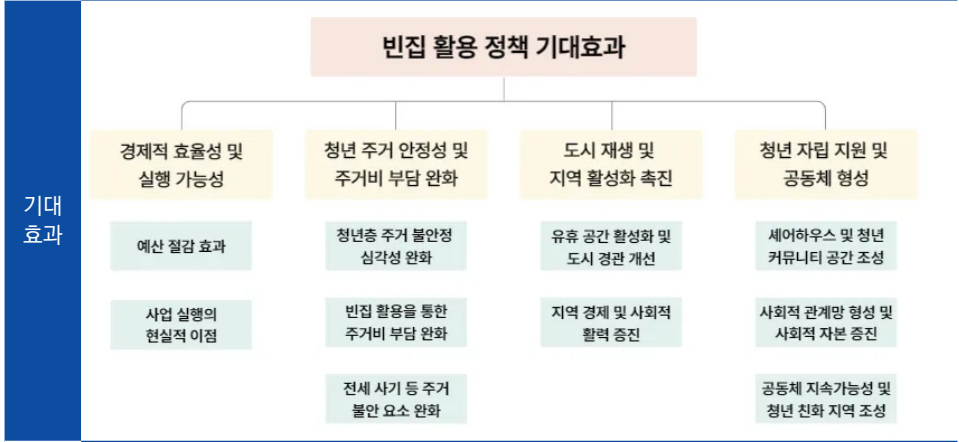 기대
효과
빈집 활용 정책 기대효과
경제적 효율성 및
실행 가능성
예산 절감 효과
사업 실행의
현실적 이점
청년 주거 안정성 및
주거비 부담 완화
청년층 주거 불안정
심각성 완화
빈집 활용을 통한
주거비 부담 완화
전세 사기 등 주거
불안 요소 완화
도시 재생 및
지역 활성화 촉진
유휴 공간 활성화 및
도시 경관 개선
지역 경제 및 사회적
활력 증진
청년 자립 지원 및
공동체 형성
셰어하우스 및 청년
커뮤니티 공간 조성
사회적 관계망 형성 및
사회적 자본 증진
공동체 지속가능성 및
청년 친화 지역 조성